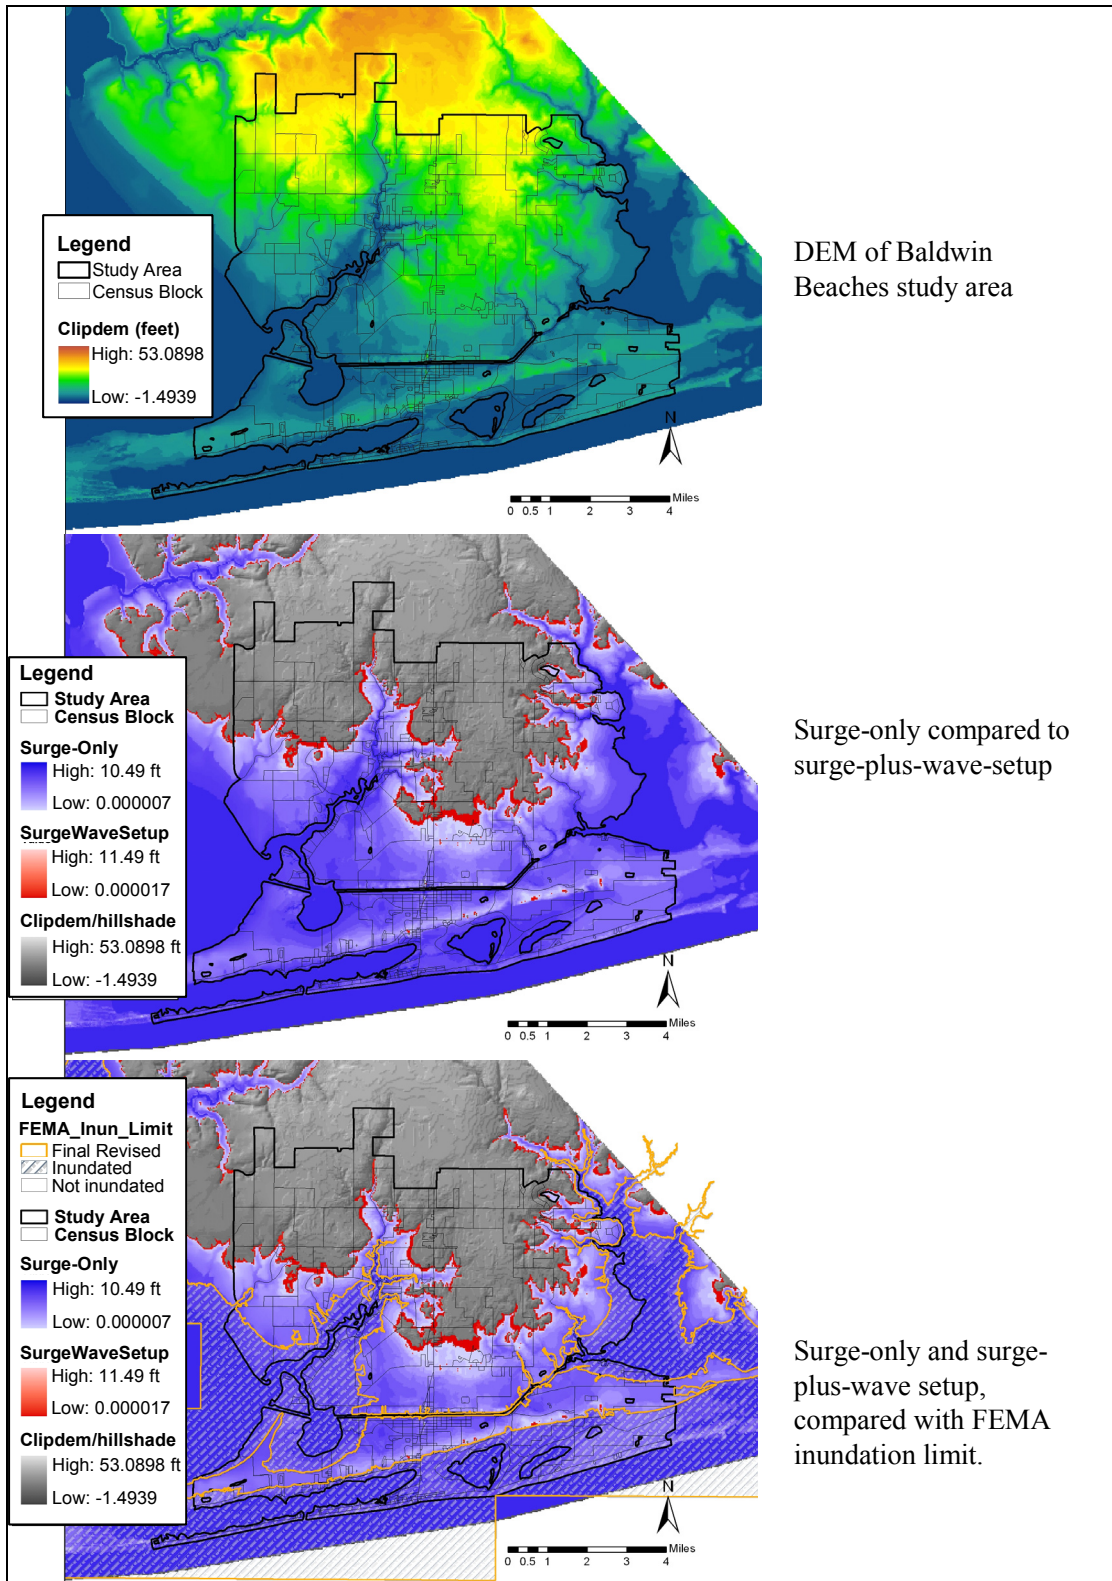 Legend
Study Area
Census Block
Clipdem (feet)
High: 53.0898
Low: -1.4939
N
Miles
0 0.5 1 2 3 4
DEM of Baldwin
Beaches study area
Legend
Study Area
Census Block
Surge-Only
High: 10.49 ft
Low: 0.000007
SurgeWaveSetup
High: 11.49 ft
Low: 0.000017
Clipdem/hillshade
High: 53.0898 ft
Low: -1.4939
N
Miles
0 0.5 1 2 3 4
Surge-only compared to
surge-plus-wave-setup
Legend
FEMA_Inun_Limit
Final Revised
Inundated
Not inundated
Study Area
Census Block
Surge-Only
High: 10.49 ft
Low: 0.000007
SurgeWaveSetup
High: 11.49 ft
Low: 0.000017
Clipdem/hillshade
High: 53.0898 ft
Low: -1.4939
N
Miles
0 0.5 1 2 3 4
Surge-only and surge-
plus-wave setup,
compared with FEMA
inundation limit.